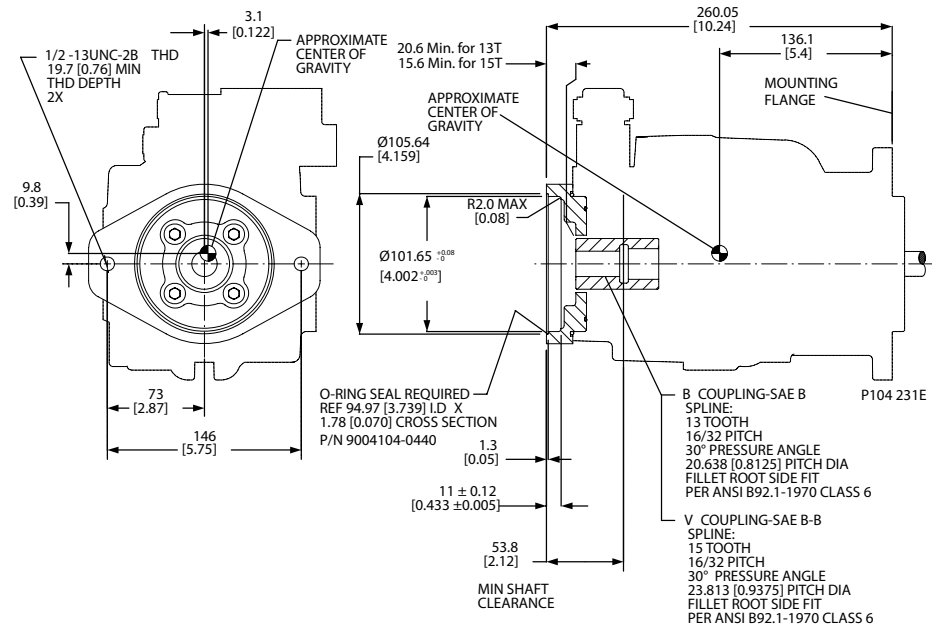 3.1
[0.122]
1/2 -13UNC-2B THD
19.7 [0.76] MIN
THD DEPTH
2X
APPROXIMATE
CENTER OF
GRAVITY
9.8
[0.39]
73
[2.87]
146
[5.75]
260.05
[10.24]
136.1
[5.4]
20.6 Min. for 13T
15.6 Min. for 15T
MOUNTING
FLANGE
APPROXIMATE
CENTER OF
GRAVITY
Ø105.64
[4.159]
R2.0 MAX
[0.08]
Ø101.65 +0.08 -0
[4.002 +.003 -0]
O-RING SEAL REQUIRED
REF 94.97 [3.739] I.D X
1.78 [0.070] CROSS SECTION
P/N 9004104-0440
1.3
[0.05]
11 ± 0.12
[0.433 ±0.005]
53.8
[2.12]
MIN SHAFT
CLEARANCE
P104 231E
B COUPLING-SAE B
SPLINE:
13 TOOTH
16/32 PITCH
30° PRESSURE ANGLE
20.638 [0.8125] PITCH DIA
FILLET ROOT SIDE FIT
PER ANSI B92.1-1970 CLASS 6
V COUPLING-SAE B-B
SPLINE:
15 TOOTH
16/32 PITCH
30° PRESSURE ANGLE
23.813 [0.9375] PITCH DIA
FILLET ROOT SIDE FIT
PER ANSI B92.1-1970 CLASS 6